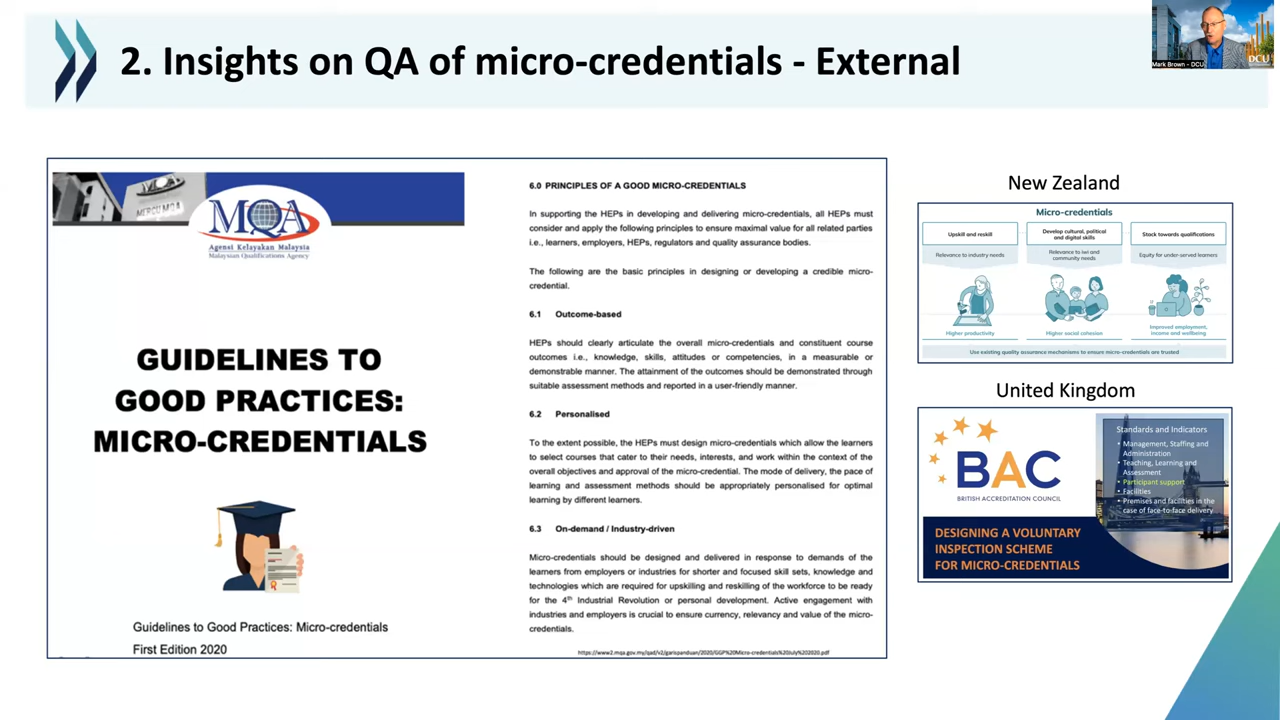 2. Insights on QA of micro-credentials - External
Mark Brown - DCU
DCU
MQA
Agensi Kelayakan Malaysia
Malaysian Qualifications Agency
GUIDELINES TO
GOOD PRACTICES:
MICRO-CREDENTIALS
Guidelines to Good Practices: Micro-credentials
First Edition 2020
6.0 PRINCIPLES OF A GOOD MICRO-CREDENTIALS
In supporting the HEPs in developing and delivering micro-credentials, all HEPs must
consider and apply the following principles to ensure maximal value for all related parties
i.e., learners, employers, HEPs, regulators and quality assurance bodies.
The following are the basic principles in designing or developing a credible micro-
credential.
6.1 Outcome-based
HEPs should clearly articulate the overall micro-credentials and constituent course
outcomes i.e., knowledge, skills, attitudes or competencies, in a measurable or
demonstrable manner. The attainment of the outcomes should be demonstrated through
suitable assessment methods and reported in a user-friendly manner.
6.2 Personalised
To the extent possible, the HEPs must design micro-credentials which allow the learners
to select courses that cater to their needs, interests, and work within the context of the
overall objectives and approval of the micro-credential. The mode of delivery, the pace of
learning and assessment methods should be appropriately personalised for optimal
learning by different learners.
6.3 On-demand / Industry-driven
Micro-credentials should be designed and delivered in response to demands of the
learners from employers or industries for shorter and focused skill sets, knowledge and
technologies which are required for upskilling and reskilling of the workforce to be ready
for the 4th Industrial Revolution or personal development. Active engagement with
industries and employers is crucial to ensure currency, relevancy and value of the micro-
credentials.
https://www2.mqa.gov.my/qad/v2/garispanduan/2020/GGP%20Micro-credentials%20July%202020.pdf
New Zealand
Micro-credentials
Upskill and reskill
Develop cultural, political
and digital skills
Stack towards qualifications
Relevance to industry needs
Relevance to iwi and
community needs
Equity for under-served learners
Higher productivity
Higher social cohesion
Improved employment,
income and wellbeing
Use existing quality assurance mechanisms to ensure micro-credentials are trusted
United Kingdom
BAC
BRITISH ACCREDITATION COUNCIL
DESIGNING A VOLUNTARY
INSPECTION SCHEME
FOR MICRO-CREDENTIALS
Standards and Indicators
• Management, Staffing and
Administration
• Teaching, Learning and
Assessment
• Participant support
• Facilities
• Premises and facilities in the
case of face-to-face delivery